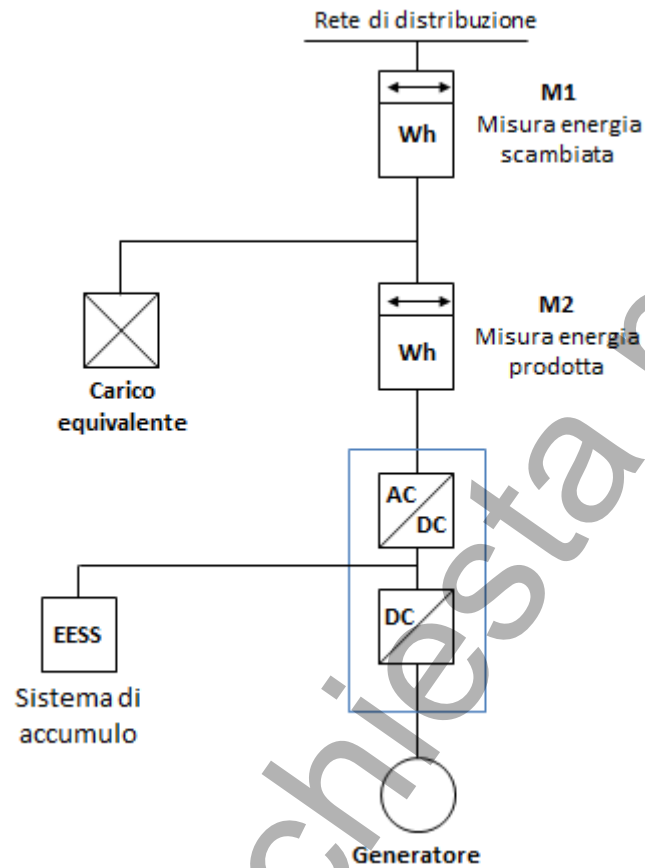 Rete di distribuzione
M1
Misura energia
scambiata
Wh
M2
Misura energia
prodotta
Wh
Carico
equivalente
AC
DC
EESS
DC
Sistema di
accumulo
Generatore
chiesta